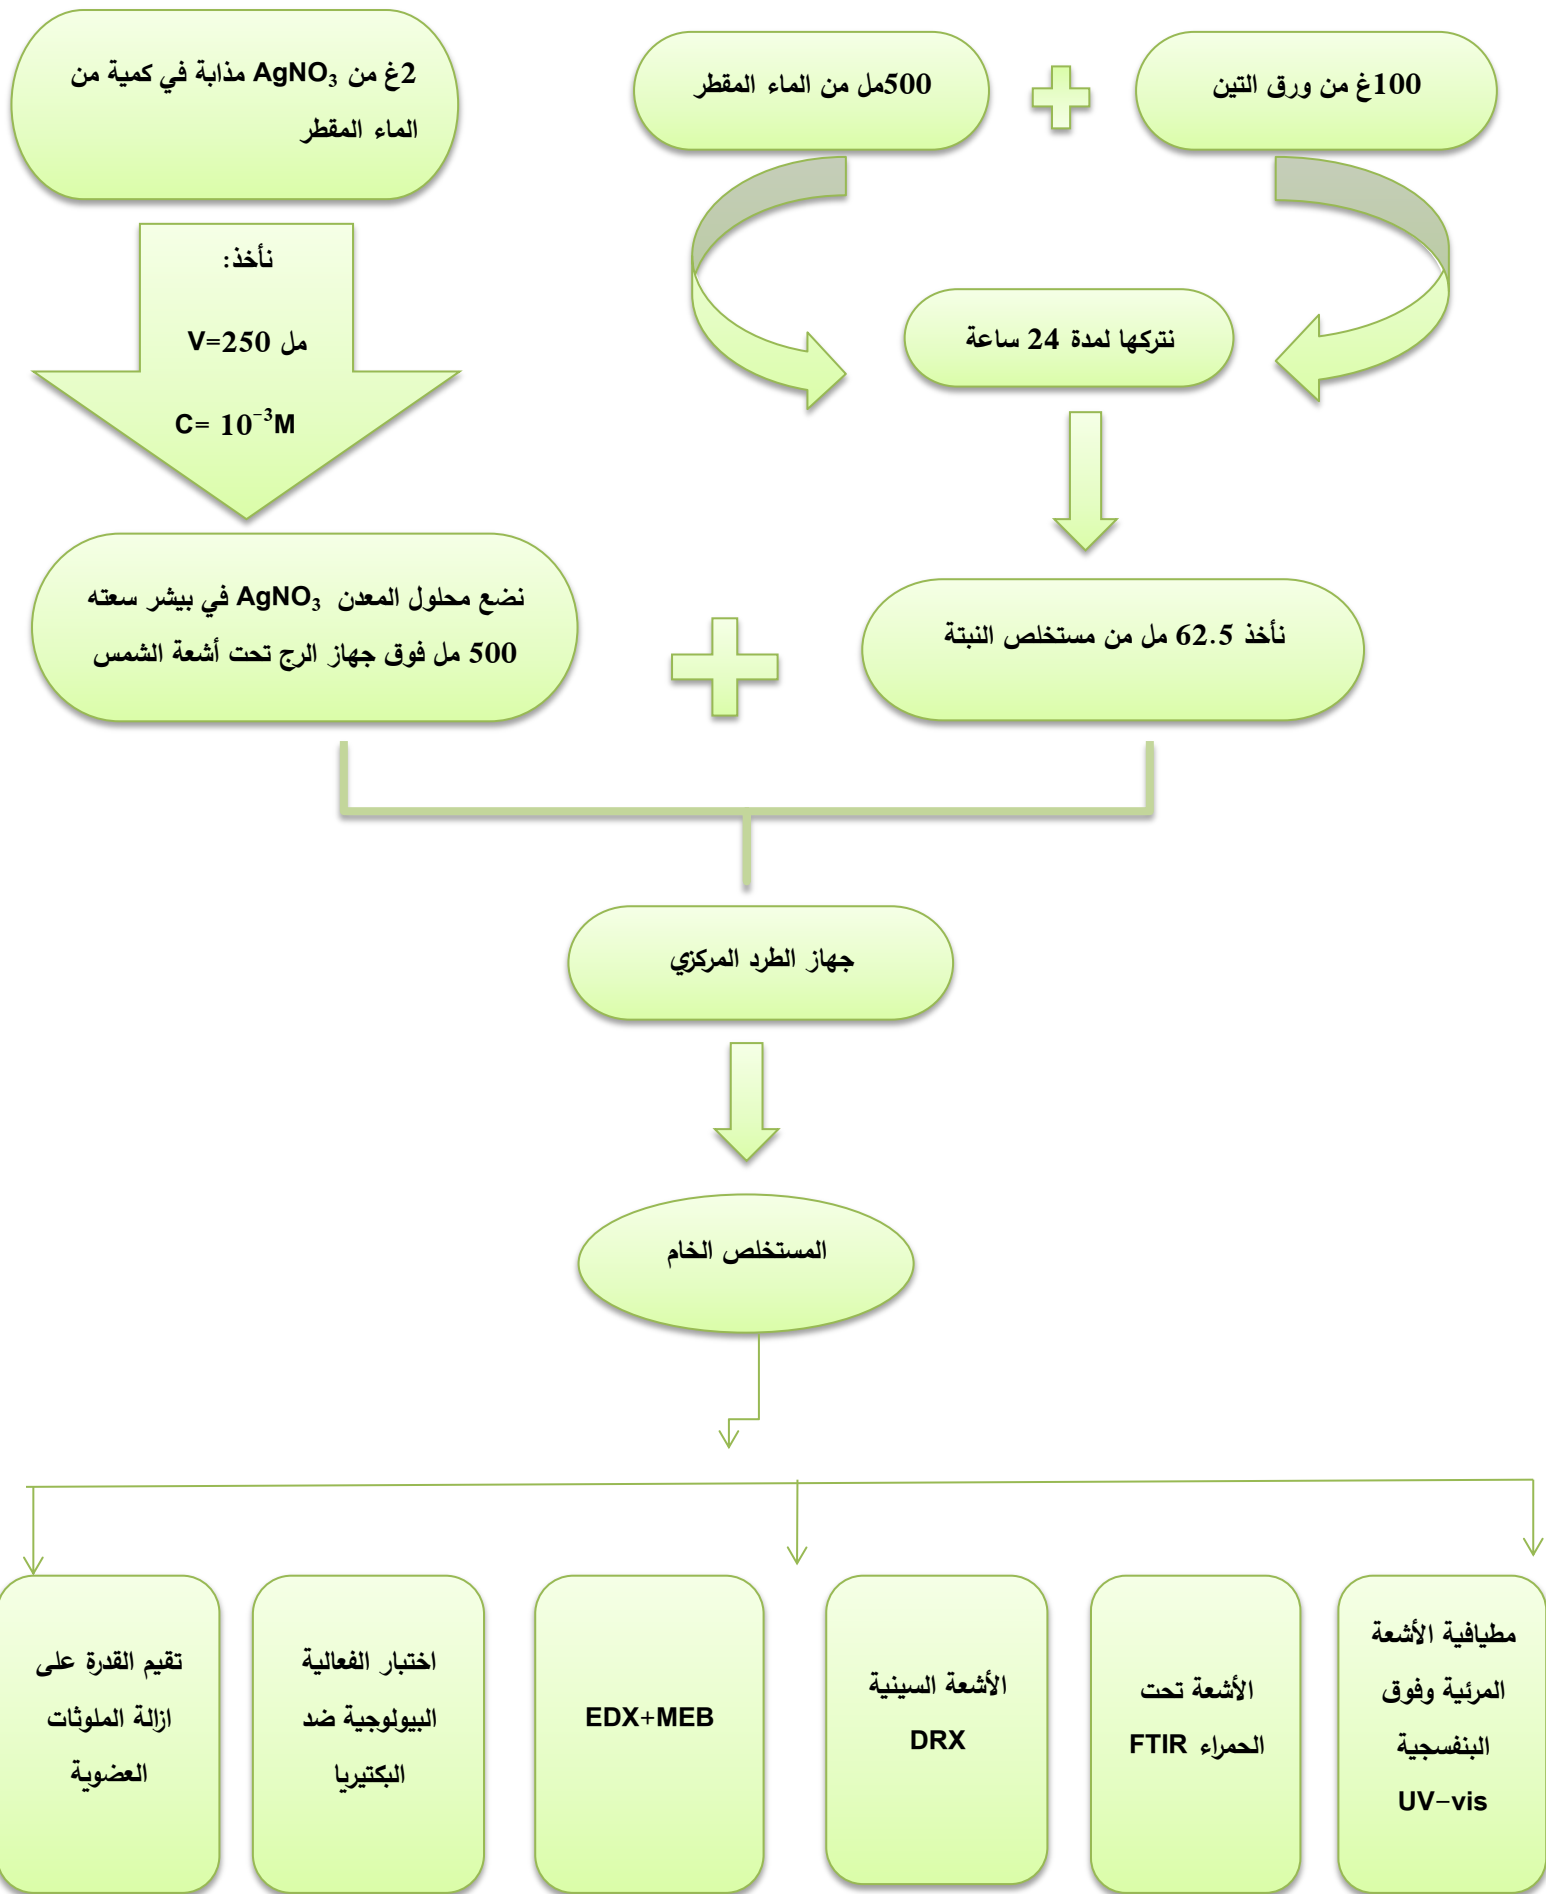 100غ من ورق التين
500مل من الماء المقطر
2غ من AgNO₃ مذابة في كمية من
الماء المقطر
نأخذ:
V=250 مل
C= 10⁻³M
نتركها لمدة 24 ساعة
نأخذ 62.5 مل من مستخلص النبتة
نضع محلول المعدن AgNO₃ في بيشر سعته
500 مل فوق جهاز الرج تحت أشعة الشمس
جهاز الطرد المركزي
المستخلص الخام
مطيافية الأشعة
المرئية وفوق
البنفسجية
UV-vis
الأشعة تحت
الحمراء FTIR
الأشعة السينية
DRX
EDX+MEB
اختبار الفعالية
البيولوجية ضد
البكتيريا
تقيم القدرة على
ازالة الملوثات
العضوية